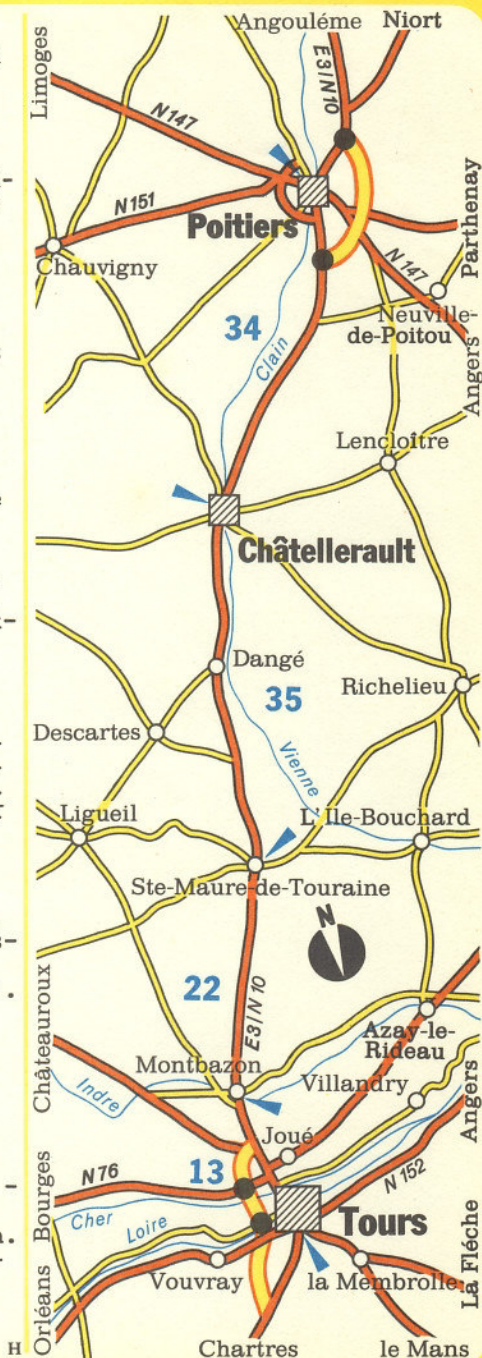 Angouléme
Niort
Limoges
E3/N10
N147
N151
Poitiers
Parthenay
Chauvigny
N147
Neuville-
de-Poitou
Angers
34
Clain
Lencloître
Châtellerault
Dangé
35
Richelieu
Descartes
Vienne
Ligueil
L'Ile-Bouchard
Ste-Maure-de-Touraine
N
22
E3/N10
Châteauroux
Azay-le-
Rideau
Montbazon
Villandry
Indre
Angers
Joué
13
N76
N152
Bourges
Cher
Loire
Tours
La Fléche
Vouvray
la Membrolle
Orléans
H
Chartres
le Mans